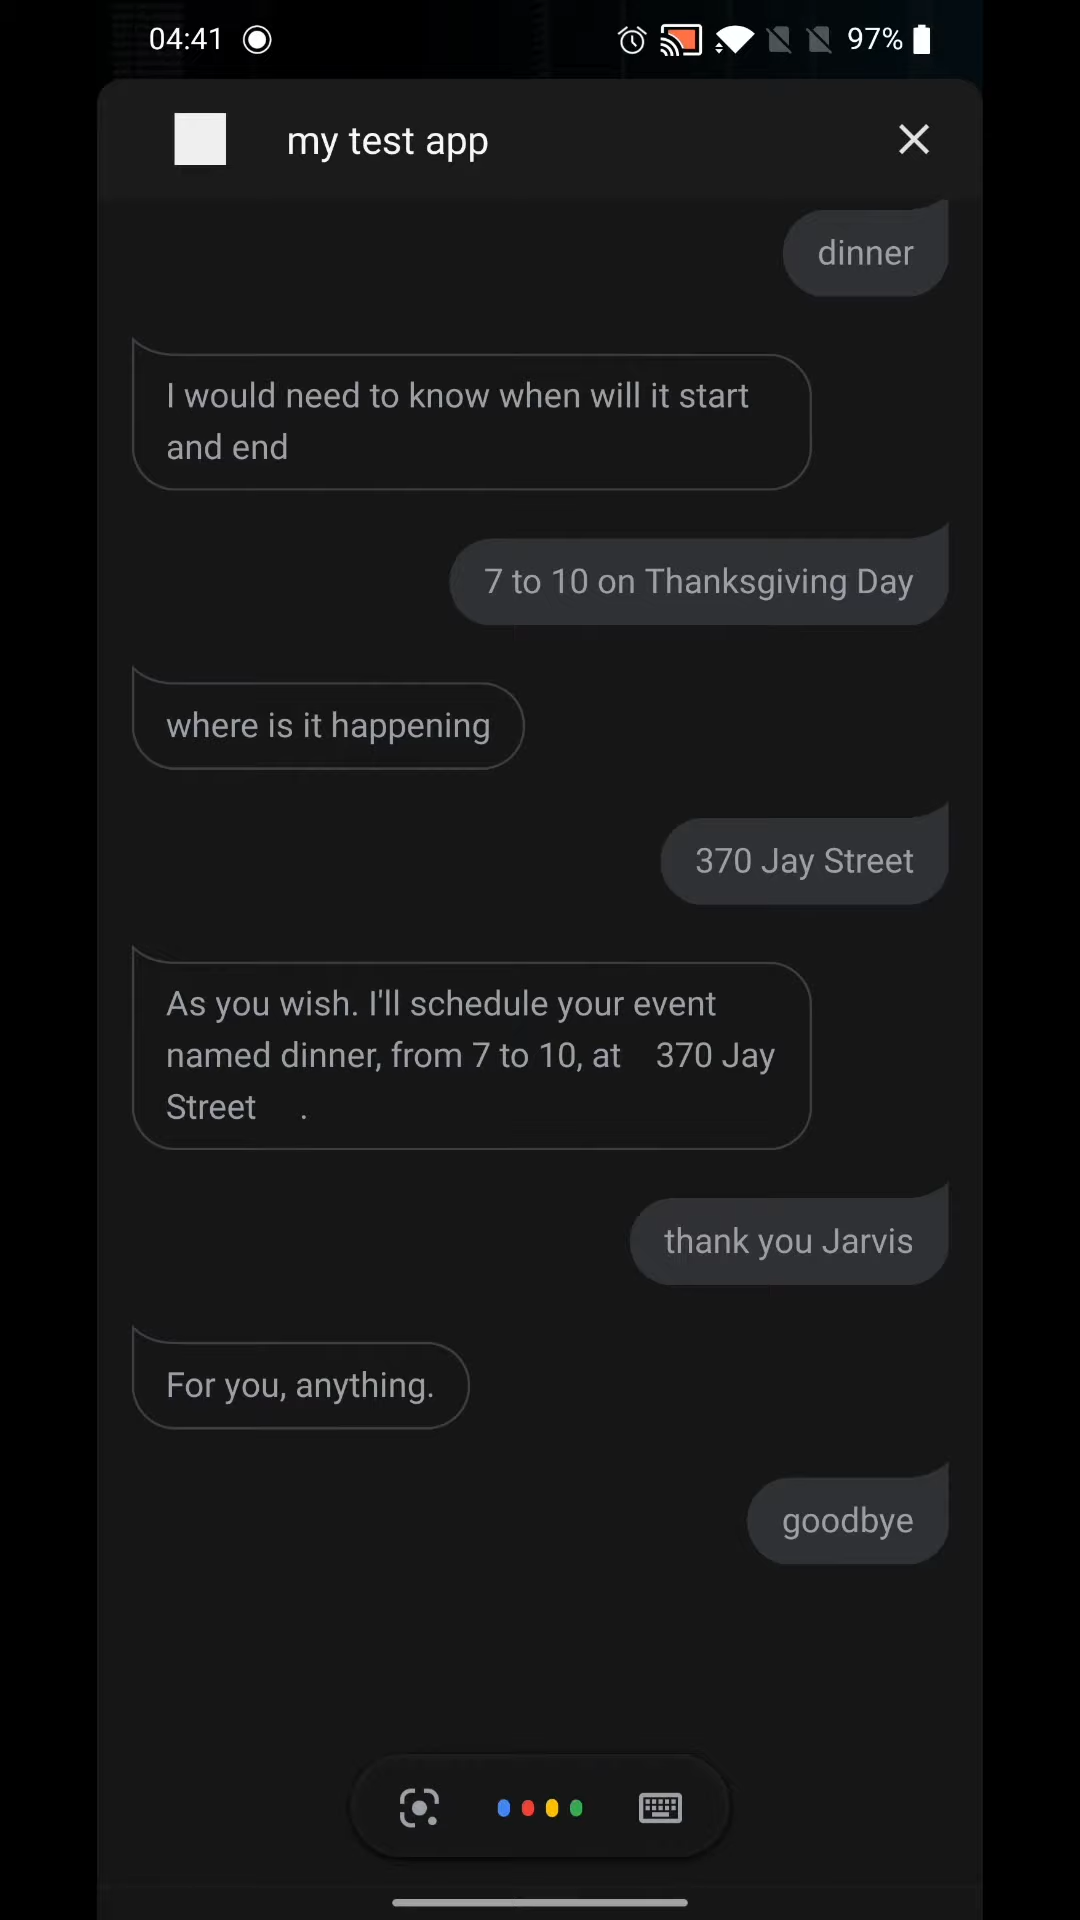 04:41
97%
my test app
dinner
I would need to know when will it start
and end
7 to 10 on Thanksgiving Day
where is it happening
370 Jay Street
As you wish. I'll schedule your event
named dinner, from 7 to 10, at 370 Jay
Street .
thank you Jarvis
For you, anything.
goodbye